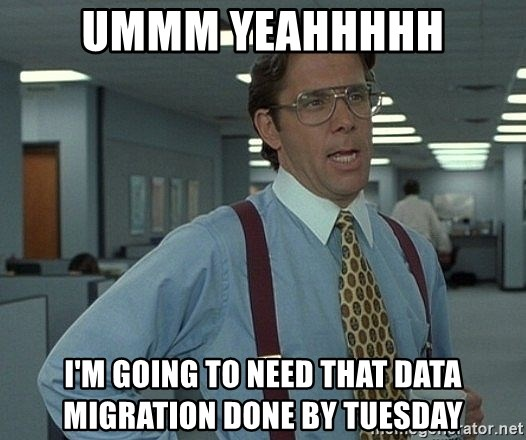 UMMM YEAHHHHH
I'M GOING TO NEED THAT DATA
MIGRATION DONE BY TUESDAY
memegenerator.net